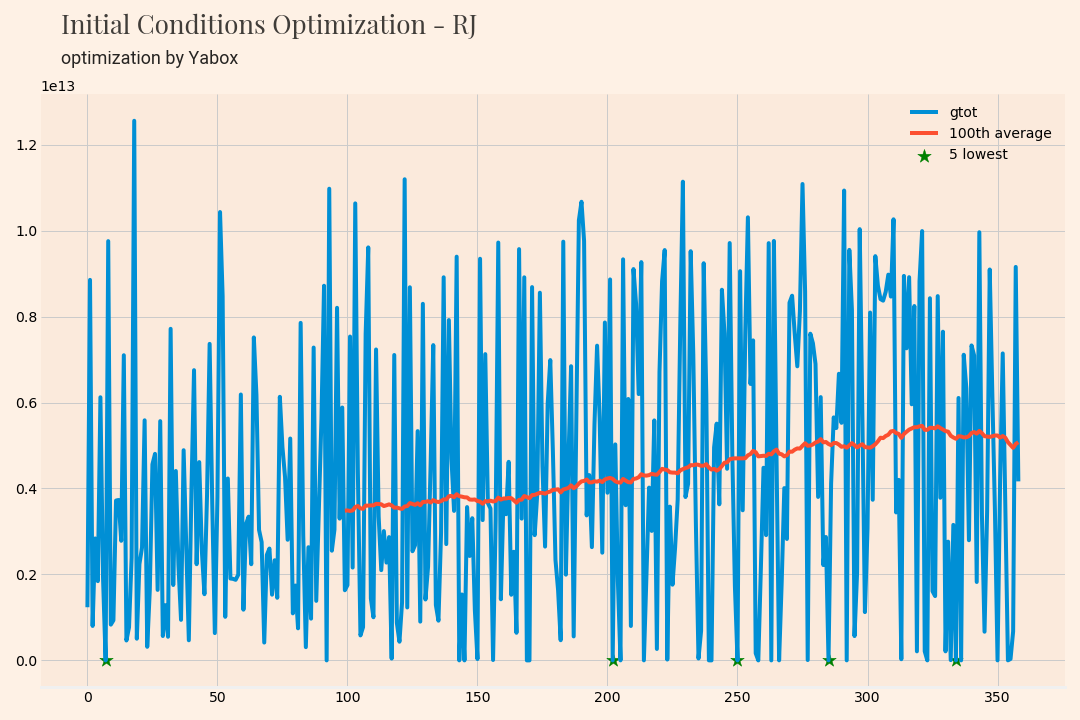 Initial Conditions Optimization - RJ
optimization by Yabox
1e13
gtot
100th average
5 lowest
1.2
1.0
0.8
0.6
0.4
0.2
0.0
0 50 100 150 200 250 300 350